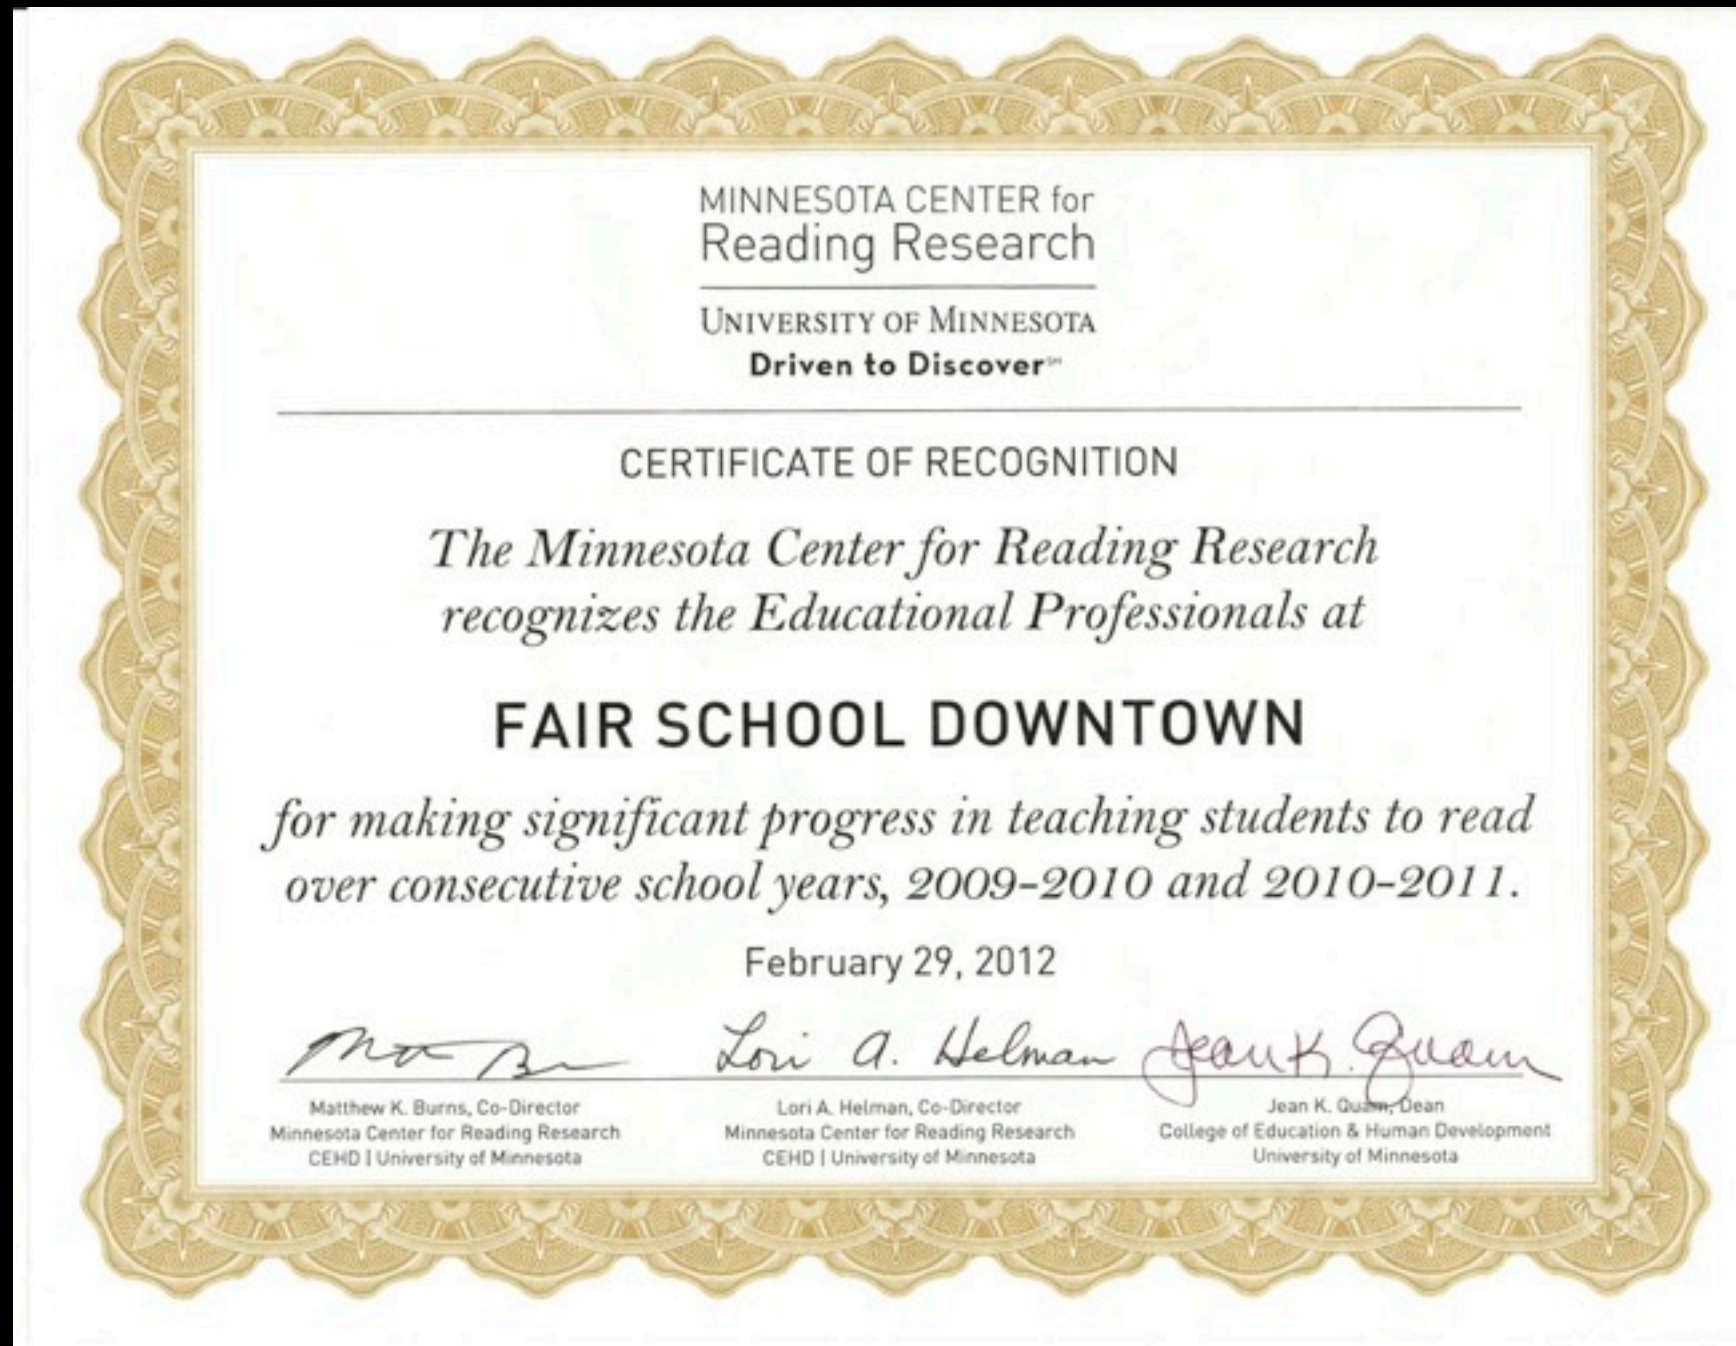 MINNESOTA CENTER for
Reading Research
UNIVERSITY OF MINNESOTA
Driven to Discover℠
CERTIFICATE OF RECOGNITION
The Minnesota Center for Reading Research
recognizes the Educational Professionals at
FAIR SCHOOL DOWNTOWN
for making significant progress in teaching students to read
over consecutive school years, 2009–2010 and 2010–2011.
February 29, 2012
Lori A. Helman Jean K. Quam
Matthew K. Burns, Co-Director
Minnesota Center for Reading Research
CEHD | University of Minnesota
Lori A. Helman, Co-Director
Minnesota Center for Reading Research
CEHD | University of Minnesota
Jean K. Quam, Dean
College of Education & Human Development
University of Minnesota